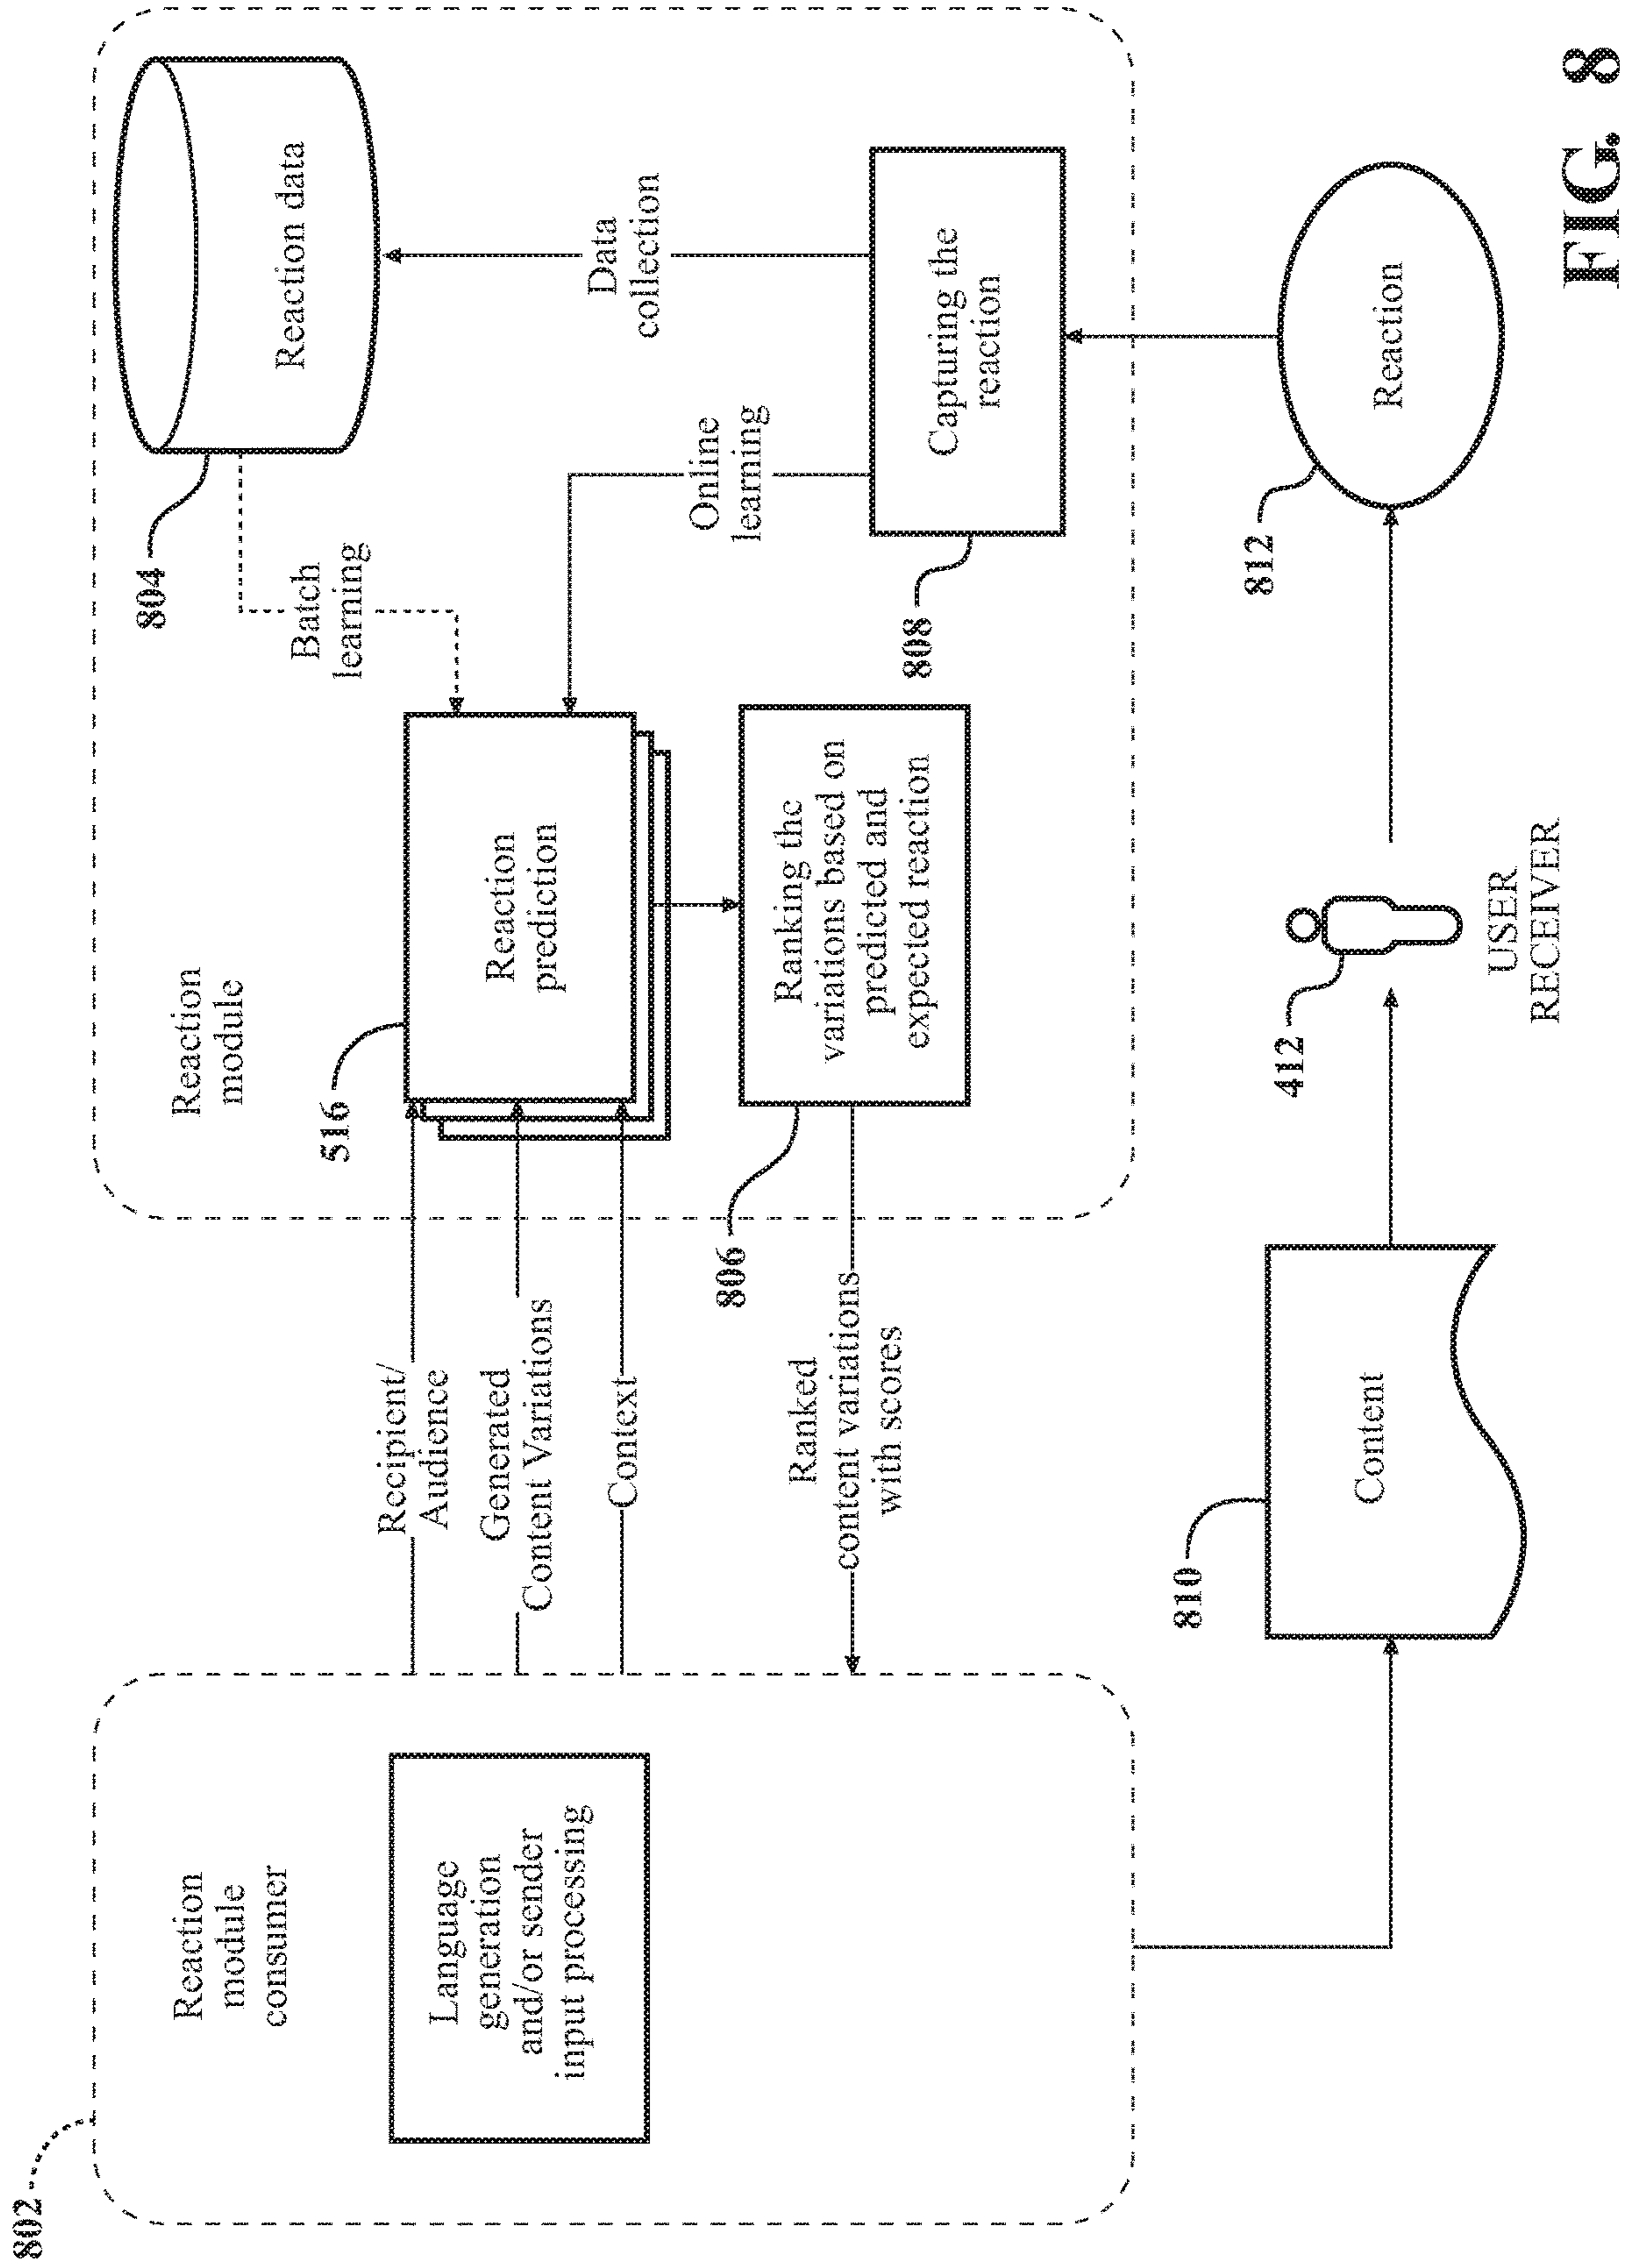 802
Reaction
module
consumer
Language
generation
and/or sender
input processing
Recipient/
Audience
Generated
Content Variations
Context
Ranked
content variations
with scores
Reaction
module
516
Reaction
prediction
806
Ranking the
variations based on
predicted and
expected reaction
Batch
learning
804
Reaction data
Online
learning
Data
collection
808
Capturing the
reaction
810
Content
412
USER
RECEIVER
812
Reaction
FIG. 8